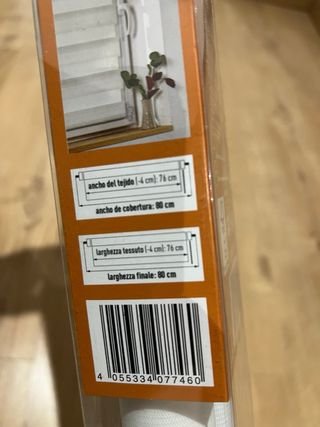 ancho del tejido (-4 cm): 76 cm
ancho de cobertura: 80 cm
larghezza tessuto (-4 cm): 76 cm
larghezza finale: 80 cm
4 055334 077460